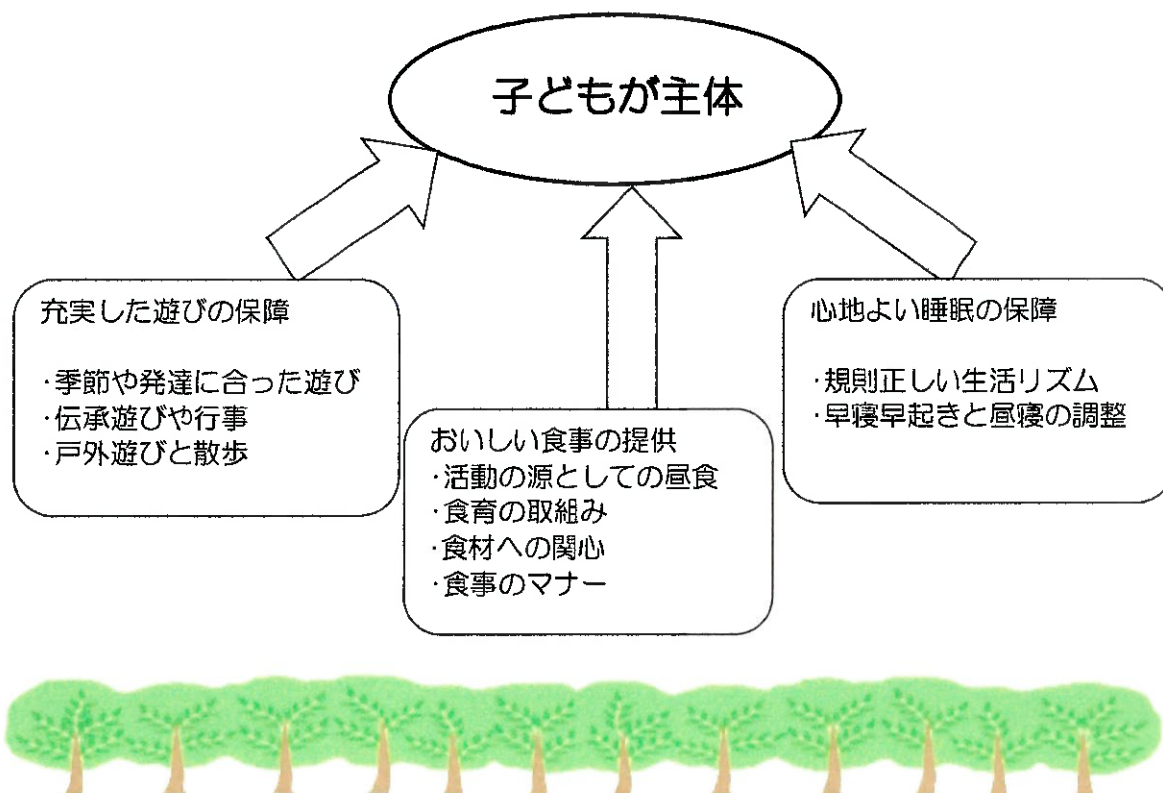 子どもが主体
充実した遊びの保障
・季節や発達に合った遊び
・伝承遊びや行事
・戸外遊びと散歩
おいしい食事の提供
・活動の源としての昼食
・食育の取組み
・食材への関心
・食事のマナー
心地よい睡眠の保障
・規則正しい生活リズム
・早寝早起きと昼寝の調整